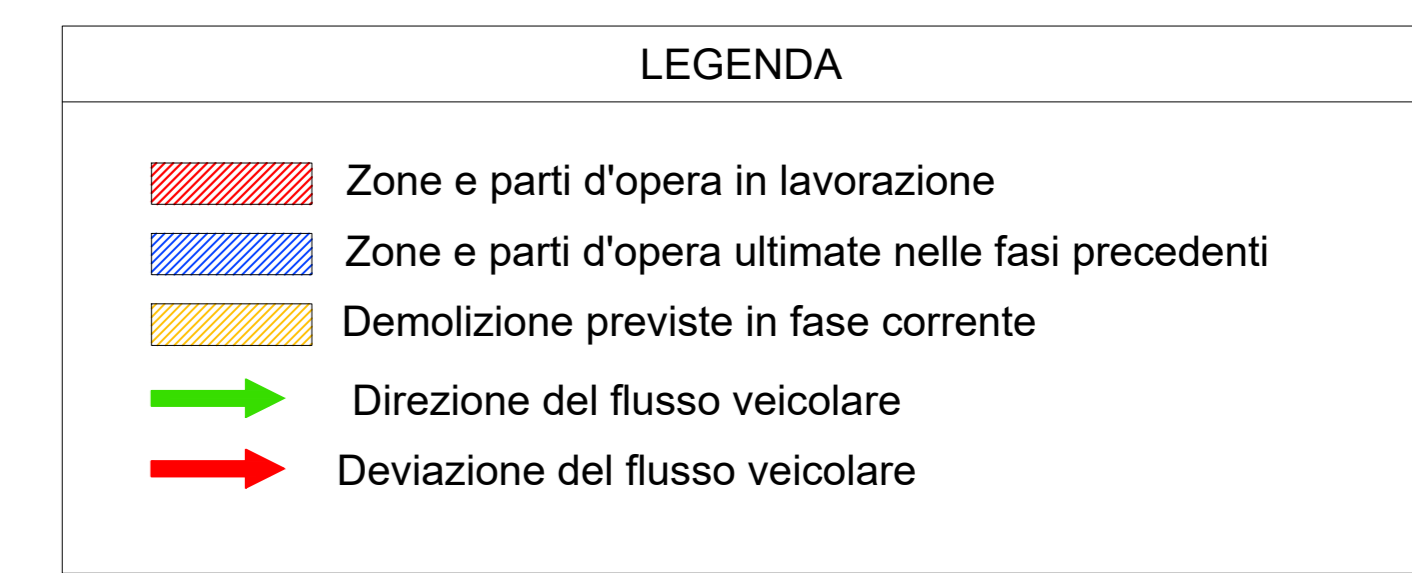 LEGENDA
Zone e parti d'opera in lavorazione
Zone e parti d'opera ultimate nelle fasi precedenti
Demolizione previste in fase corrente
Direzione del flusso veicolare
Deviazione del flusso veicolare